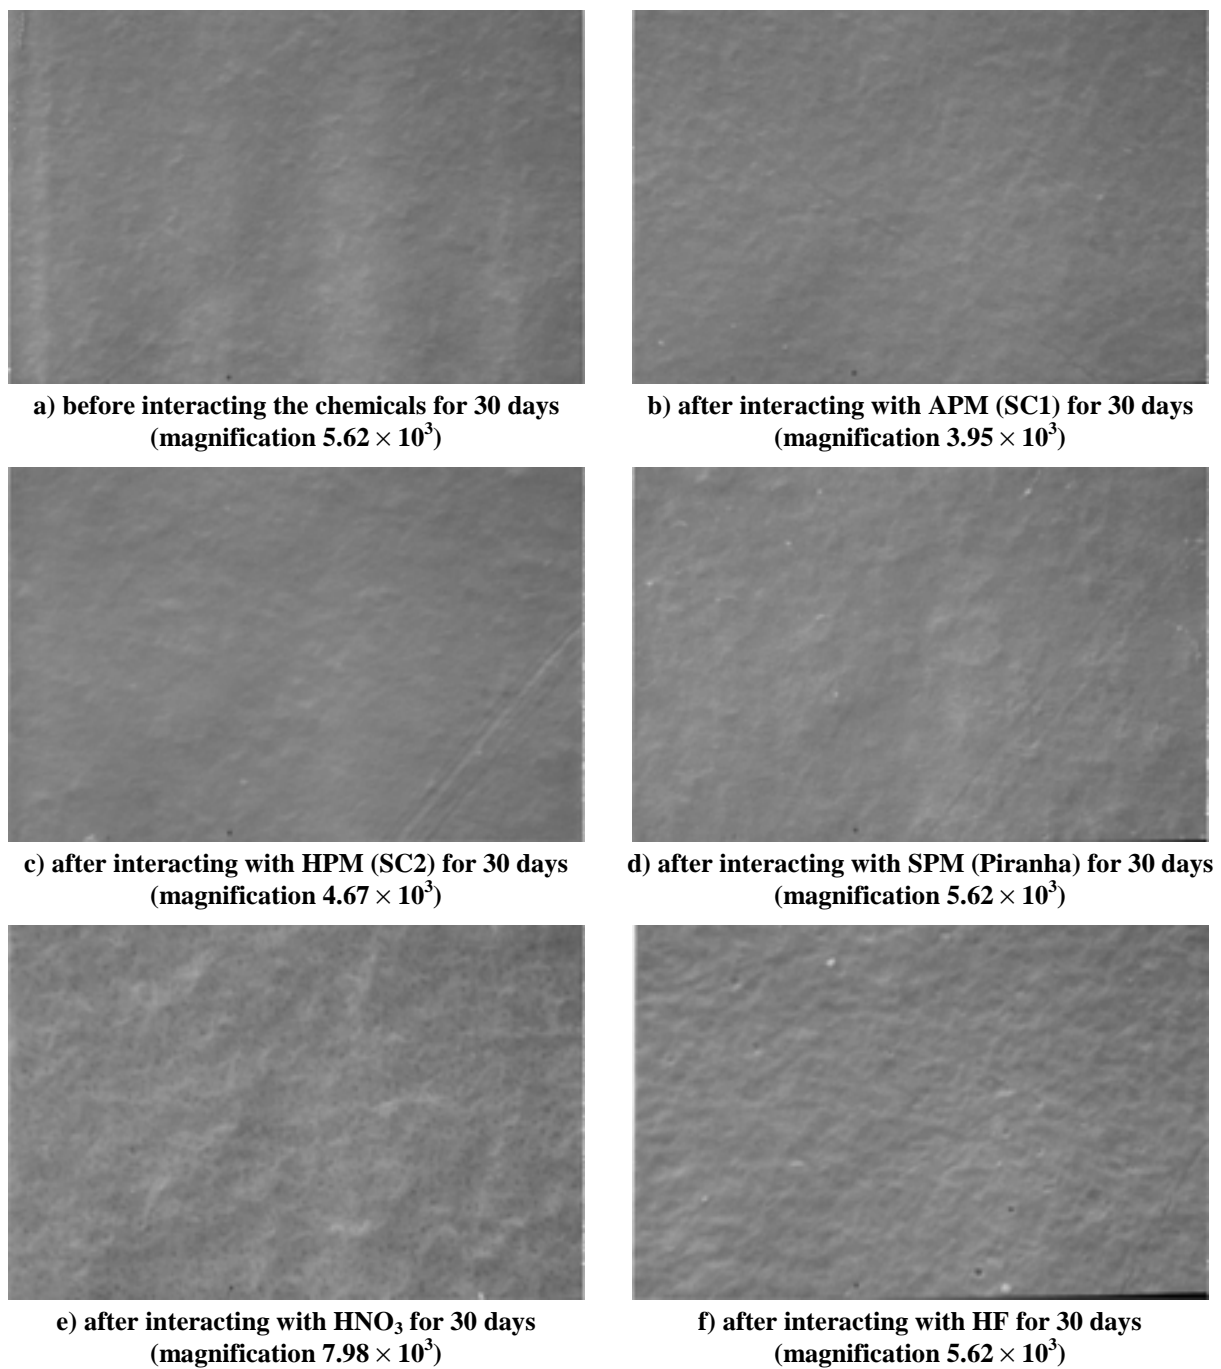 a) before interacting the chemicals for 30 days
(magnification 5.62 × 10³)
b) after interacting with APM (SC1) for 30 days
(magnification 3.95 × 10³)
c) after interacting with HPM (SC2) for 30 days
(magnification 4.67 × 10³)
d) after interacting with SPM (Piranha) for 30 days
(magnification 5.62 × 10³)
e) after interacting with HNO₃ for 30 days
(magnification 7.98 × 10³)
f) after interacting with HF for 30 days
(magnification 5.62 × 10³)